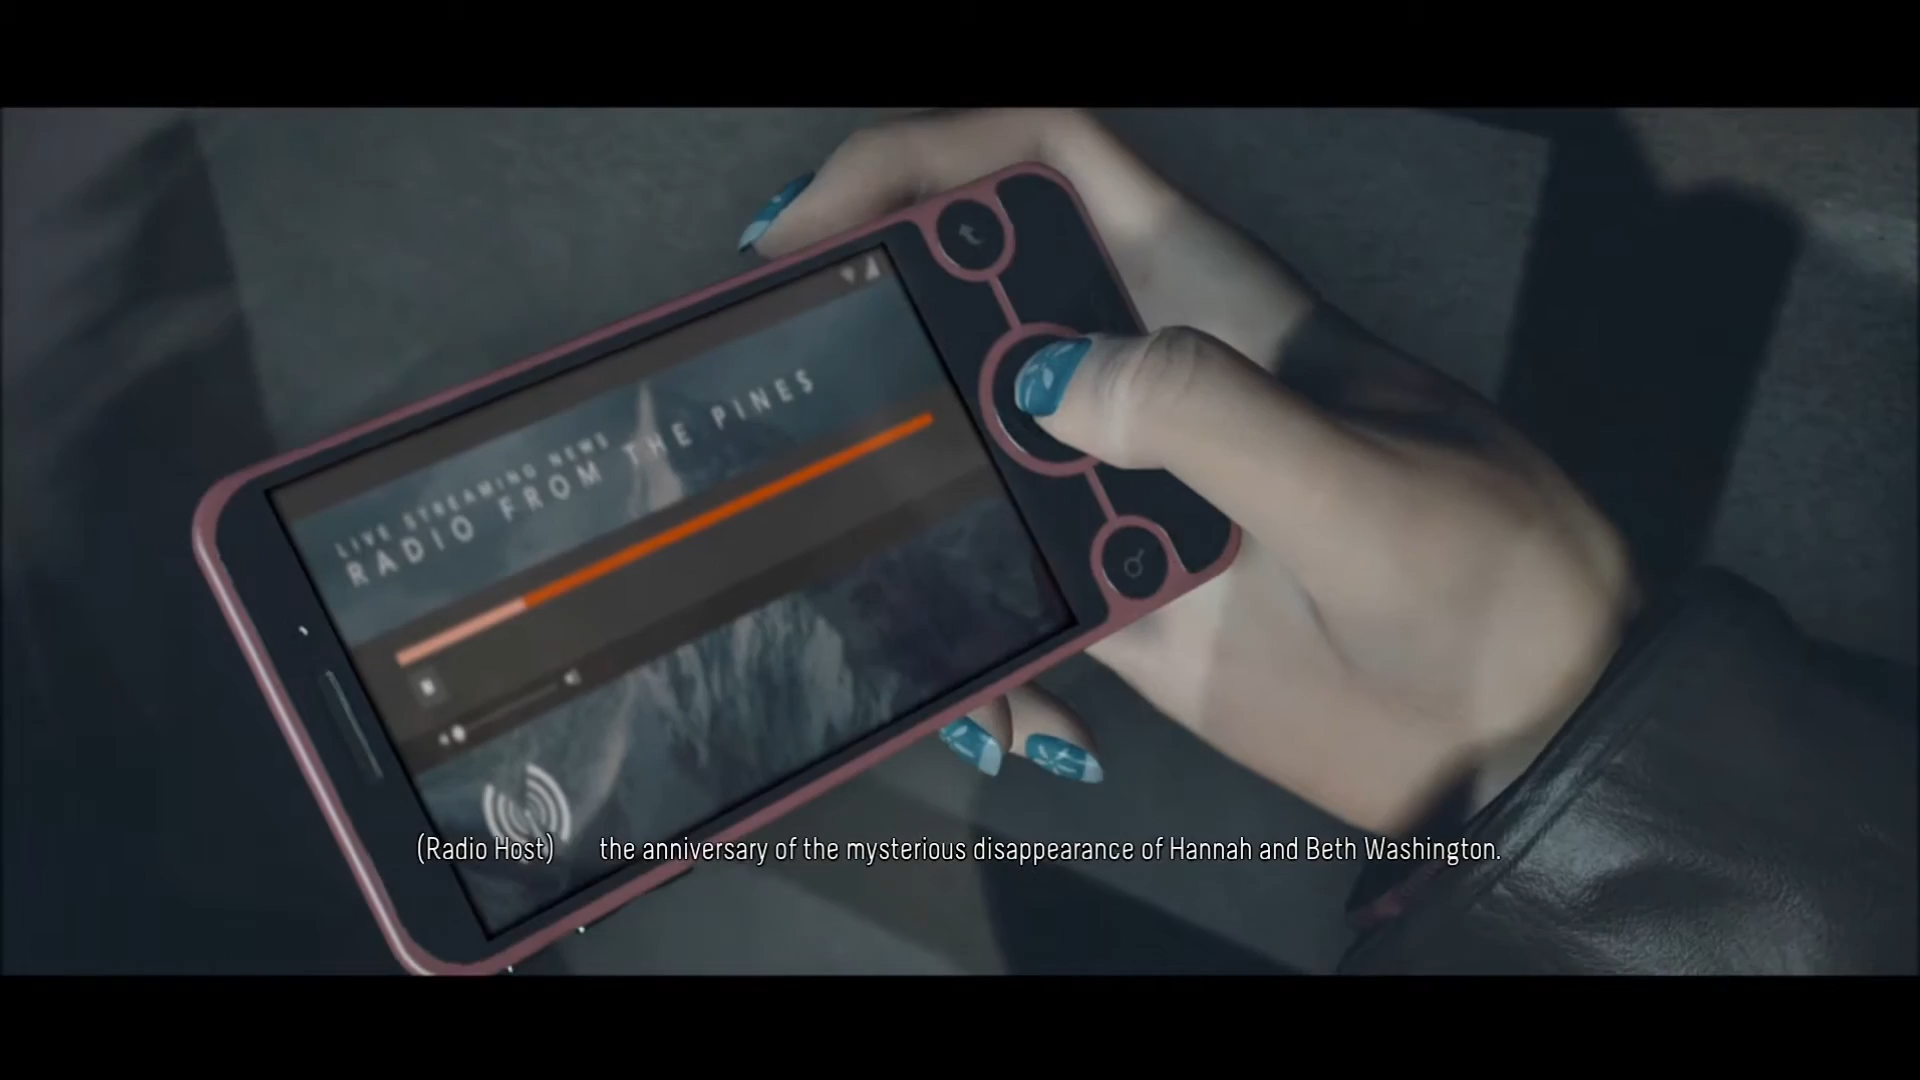 LIVE STREAMING NEWS
RADIO FROM THE PINES
(Radio Host) the anniversary of the mysterious disappearance of Hannah and Beth Washington.